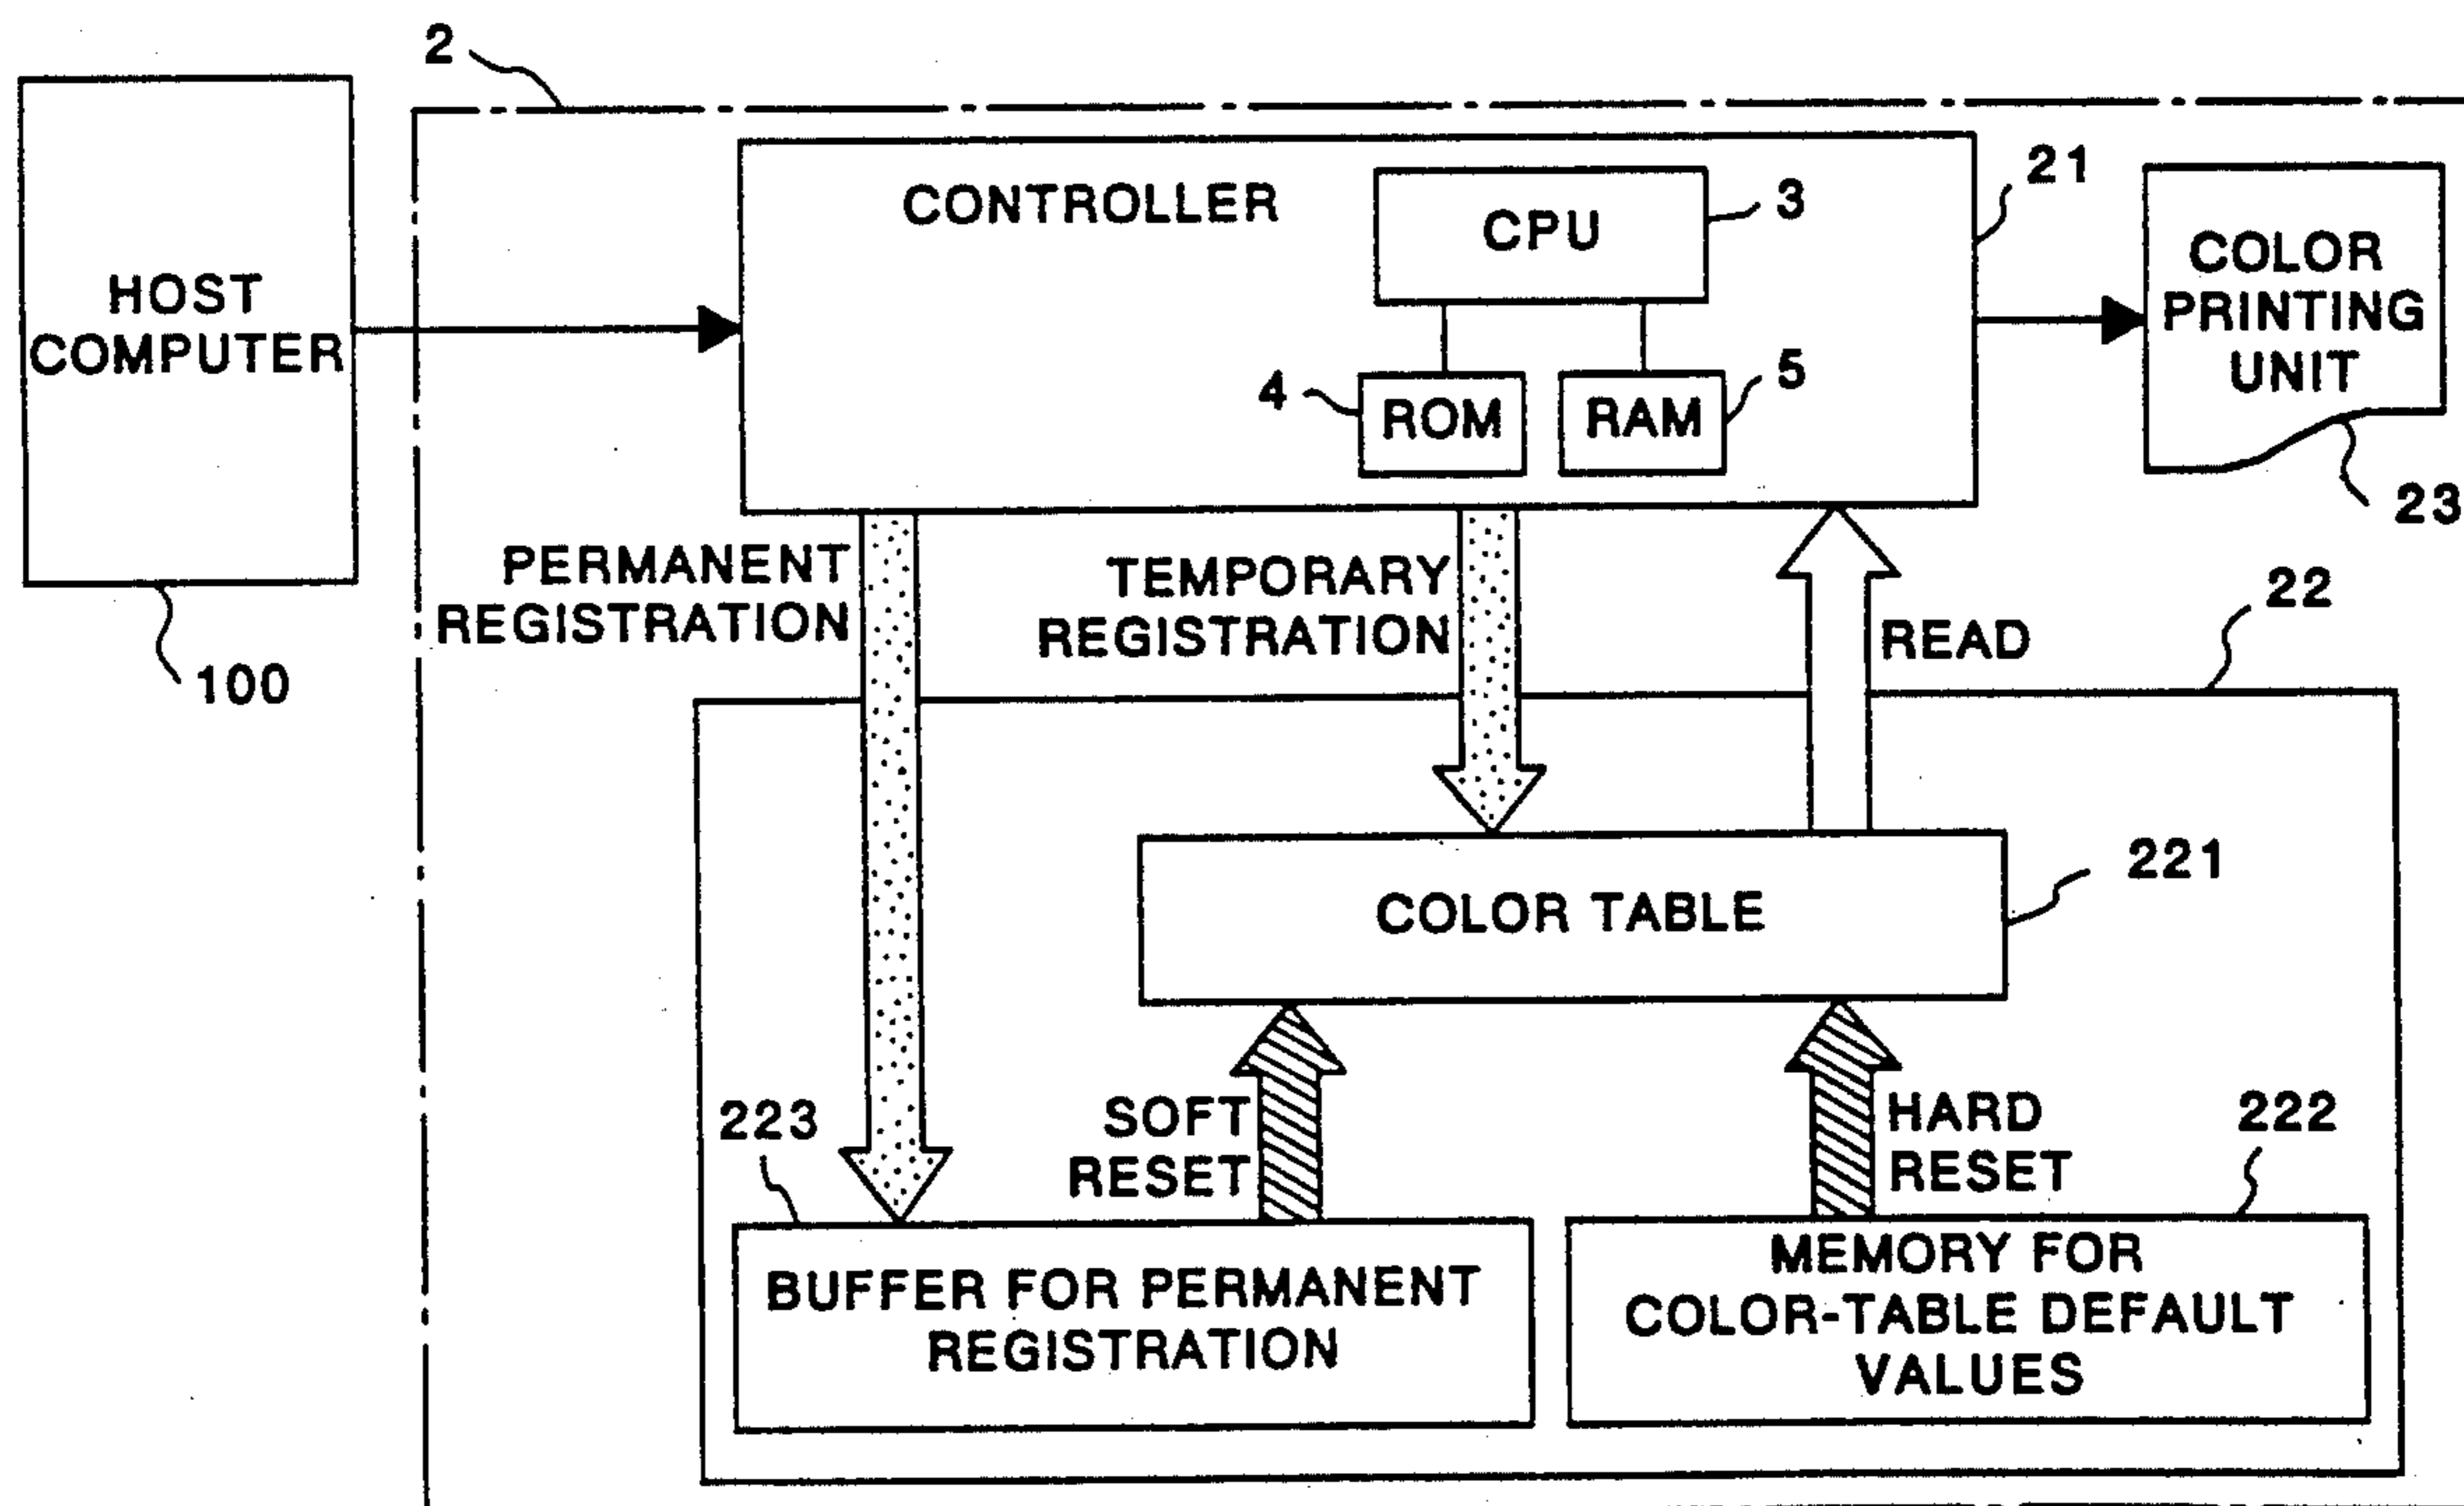 2
HOST
COMPUTER
100
CONTROLLER
CPU
3
4
ROM
RAM
5
21
COLOR
PRINTING
UNIT
23
PERMANENT
REGISTRATION
TEMPORARY
REGISTRATION
READ
22
COLOR TABLE
221
223
SOFT
RESET
HARD
RESET
222
BUFFER FOR PERMANENT
REGISTRATION
MEMORY FOR
COLOR-TABLE DEFAULT
VALUES